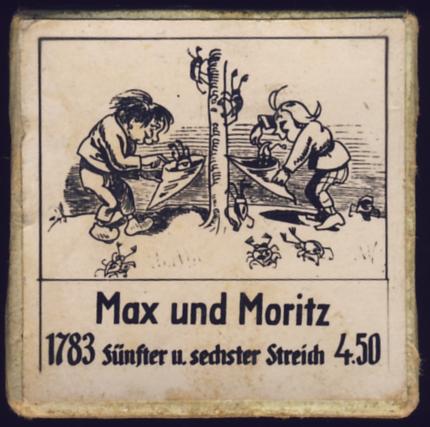 Max und Moritz
1783 Fünfter u. sechster Streich 4.50